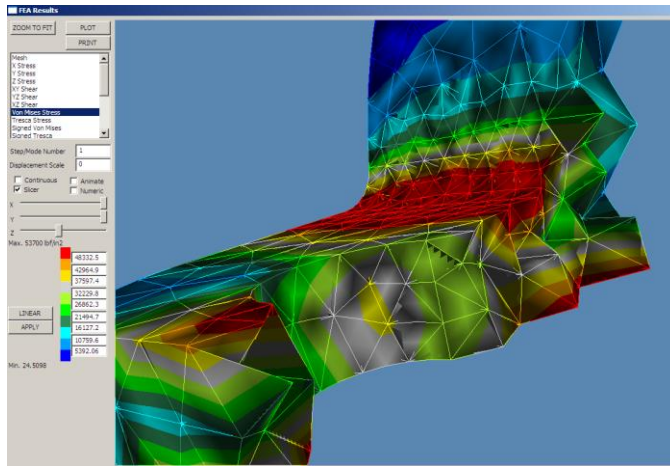 FEA Results
ZOOM TO FIT PLOT
PRINT
Mesh
X Stress
Y Stress
Z Stress
XY Shear
YZ Shear
XZ Shear
Von Mises Stress
Tresca Stress
Signed Von Mises
Signed Tresca
Step/Mode Number 1
Displacement Scale 0
Continuous Animate
Slicer Numeric
X
Y
Z
Max. 53700 lbf/in2
48332.5
42964.9
37597.4
32229.8
26862.3
21494.7
16127.2
10759.6
5392.06
LINEAR
APPLY
Min. 24.5098